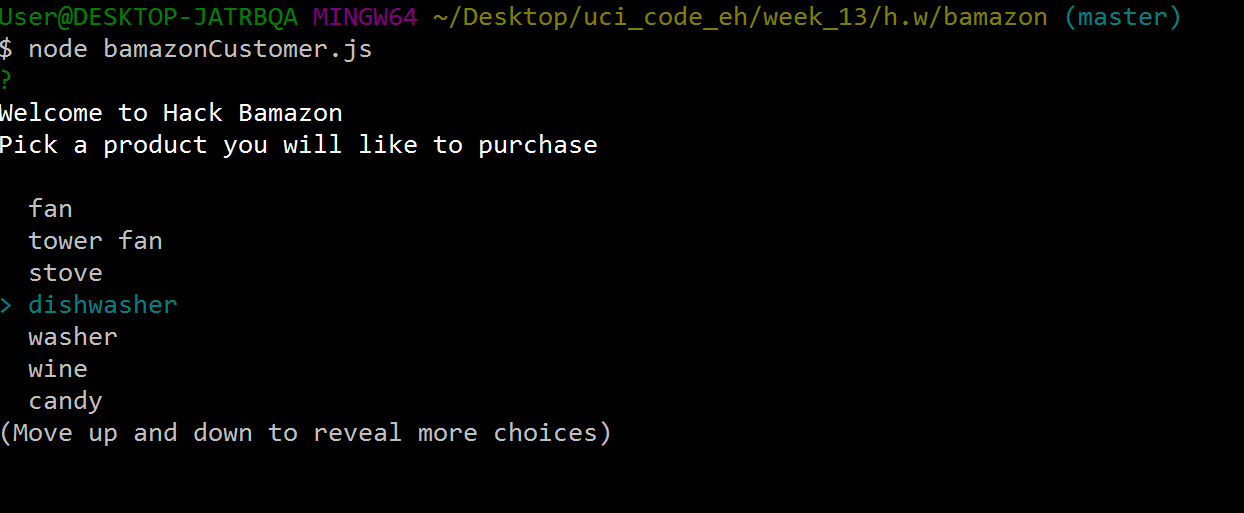 User@DESKTOP-JATRBQA MINGW64 ~/Desktop/uci_code_eh/week_13/h.w/bamazon (master)
$ node bamazonCustomer.js
?
Welcome to Hack Bamazon
Pick a product you will like to purchase
fan
tower fan
stove
> dishwasher
washer
wine
candy
(Move up and down to reveal more choices)